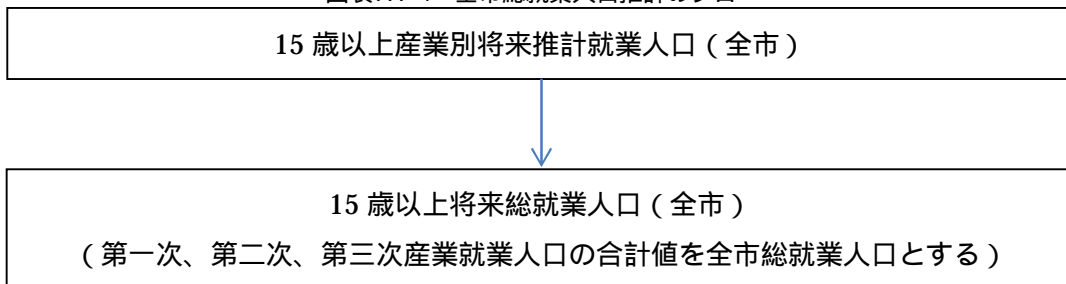 15 歳以上産業別将来推計就業人口（全市）
15 歳以上将来総就業人口（全市）
（第一次、第二次、第三次産業就業人口の合計値を全市総就業人口とする）